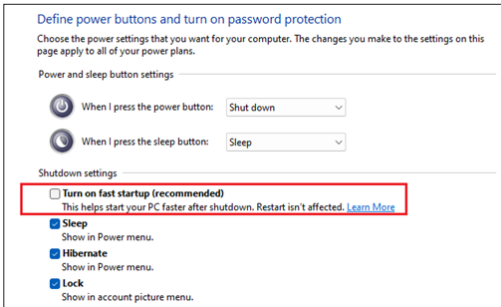 Define power buttons and turn on password protection
Choose the power settings that you want for your computer. The changes you make to the settings on this
page apply to all of your power plans.
Power and sleep button settings
When I press the power button: Shut down
When I press the sleep button: Sleep
Shutdown settings
Turn on fast startup (recommended)
This helps start your PC faster after shutdown. Restart isn't affected. Learn More
Sleep
Show in Power menu.
Hibernate
Show in Power menu.
Lock
Show in account picture menu.